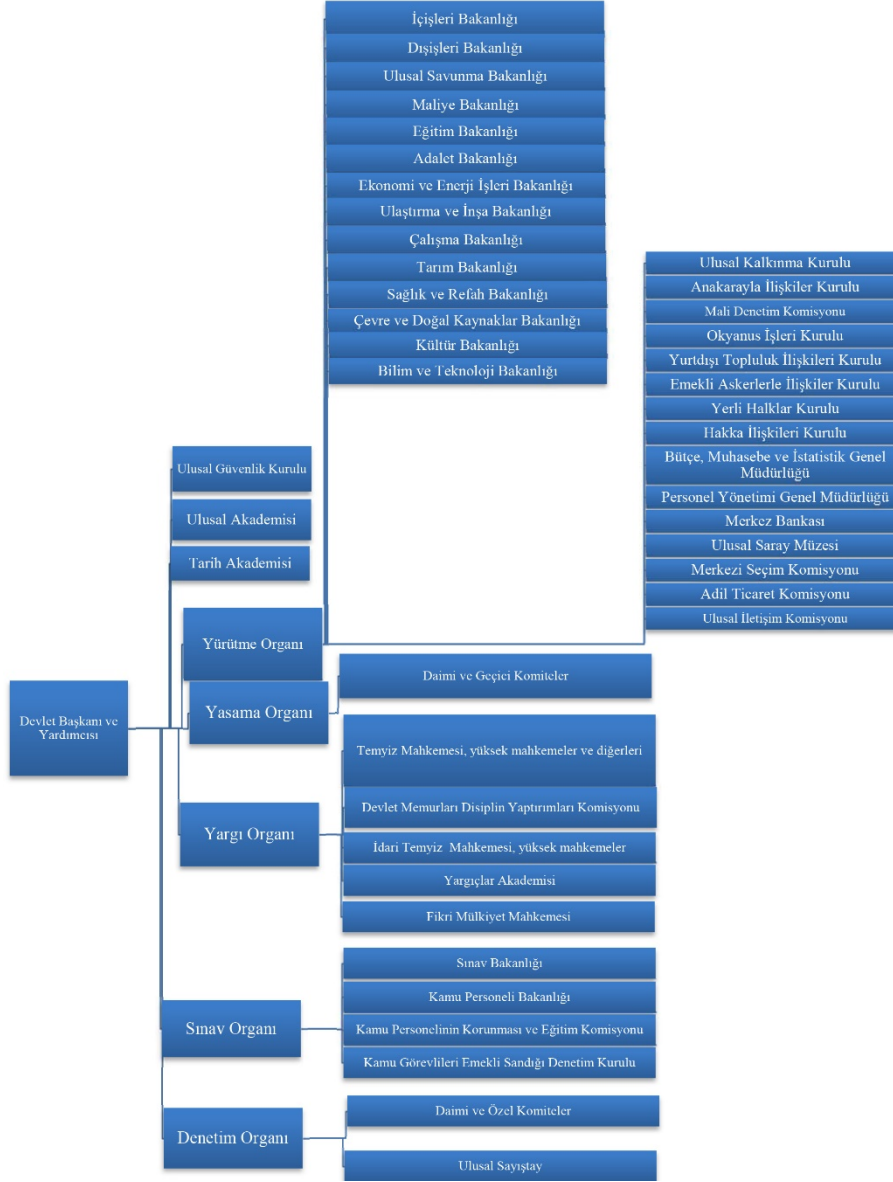 İçişleri Bakanlığı
Dışişleri Bakanlığı
Ulusal Savunma Bakanlığı
Maliye Bakanlığı
Eğitim Bakanlığı
Adalet Bakanlığı
Ekonomi ve Enerji İşleri Bakanlığı
Ulaştırma ve İnşa Bakanlığı
Çalışma Bakanlığı
Tarım Bakanlığı
Sağlık ve Refah Bakanlığı
Çevre ve Doğal Kaynaklar Bakanlığı
Kültür Bakanlığı
Bilim ve Teknoloji Bakanlığı
Ulusal Kalkınma Kurulu
Anakarayla İlişkiler Kurulu
Mali Denetim Komisyonu
Okyanus İşleri Kurulu
Yurtdışı Topluluk İlişkileri Kurulu
Emekli Askerlerle İlişkiler Kurulu
Yerli Halklar Kurulu
Hakka İlişkileri Kurulu
Bütçe, Muhasebe ve İstatistik Genel
Müdürlüğü
Personel Yönetimi Genel Müdürlüğü
Merkez Bankası
Ulusal Saray Müzesi
Merkezi Seçim Komisyonu
Adil Ticaret Komisyonu
Ulusal İletişim Komisyonu
Ulusal Güvenlik Kurulu
Ulusal Akademisi
Tarih Akademisi
Yürütme Organı
Yasama Organı
Daimi ve Geçici Komiteler
Devlet Başkanı ve
Yardımcısı
Yargı Organı
Temyiz Mahkemesi, yüksek mahkemeler ve diğerleri
Devlet Memurları Disiplin Yaptırımları Komisyonu
İdari Temyiz Mahkemesi, yüksek mahkemeler
Yargıçlar Akademisi
Fikri Mülkiyet Mahkemesi
Sınav Organı
Sınav Bakanlığı
Kamu Personeli Bakanlığı
Kamu Personelinin Korunması ve Eğitim Komisyonu
Kamu Görevlileri Emekli Sandığı Denetim Kurulu
Denetim Organı
Daimi ve Özel Komiteler
Ulusal Sayıştay